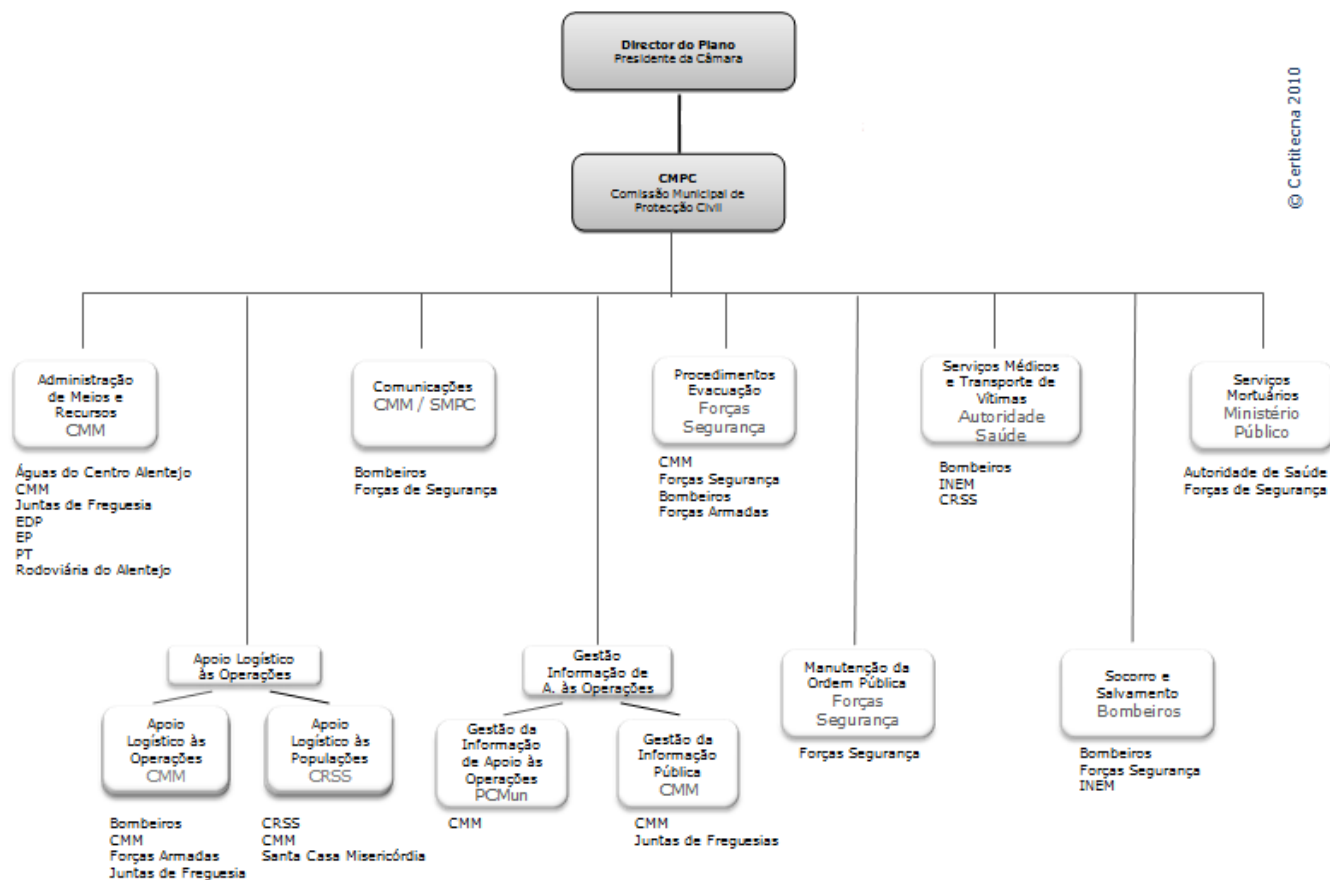 Director do Plano
Presidente da Câmara
© Certitecna 2010
CMPC
Comissão Municipal de
Protecção Civil
Administração
de Meios e
Recursos
CMM
Águas do Centro Alentejo
CMM
Juntas de Freguesia
EDP
EP
PT
Rodoviária do Alentejo
Comunicações
CMM / SMPC
Bombeiros
Forças de Segurança
Procedimentos
Evacuação
Forças
Segurança
CMM
Forças Segurança
Bombeiros
Forças Armadas
Serviços Médicos
e Transporte de
Vítimas
Autoridade
Saúde
Bombeiros
INEM
CRSS
Serviços
Mortuários
Ministério
Público
Autoridade de Saúde
Forças de Segurança
Apoio Logístico
às Operações
Apoio
Logístico às
Operações
CMM
Bombeiros
CMM
Forças Armadas
Juntas de Freguesia
Apoio
Logístico às
Populações
CRSS
CRSS
CMM
Santa Casa Misericórdia
Gestão
Informação de
A. às Operações
Gestão da
Informação
de Apoio às
Operações
PCMun
CMM
Gestão da
Informação
Pública
CMM
CMM
Juntas de Freguesias
Manutenção da
Ordem Pública
Forças
Segurança
Forças Segurança
Socorro e
Salvamento
Bombeiros
Bombeiros
Forças Segurança
INEM